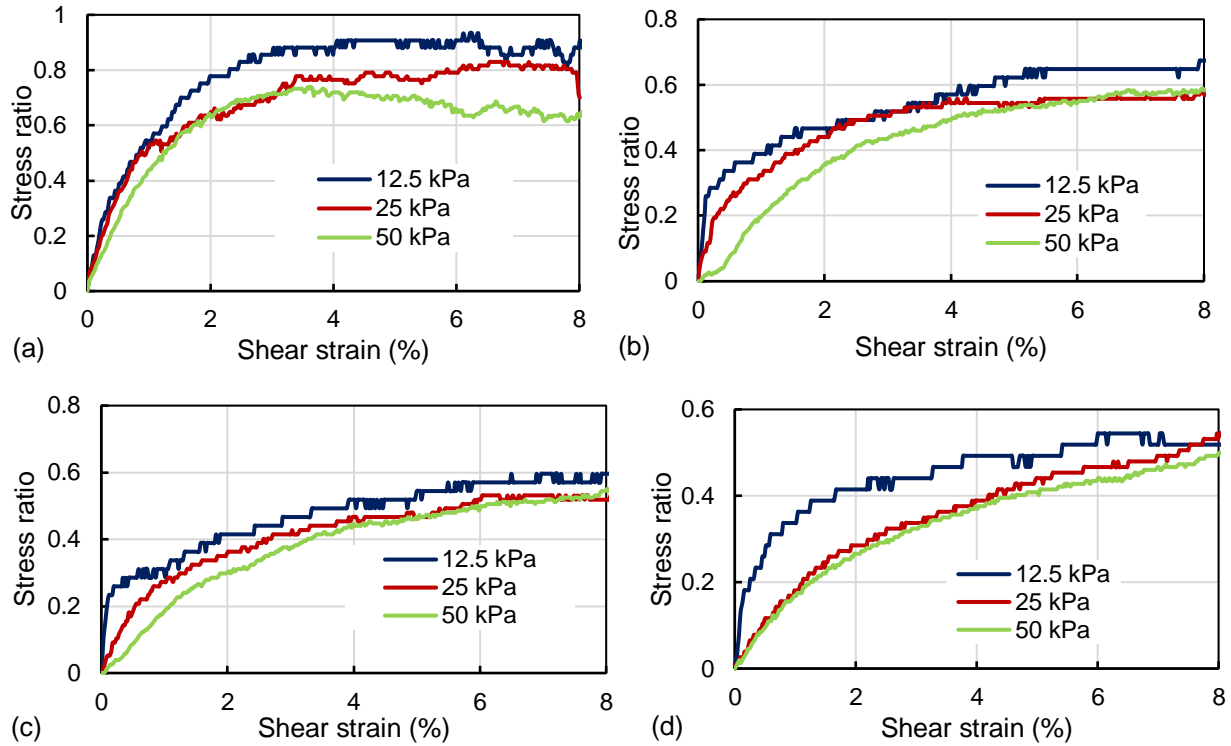 1
0.8
0.6
0.4
0.2
0
0 2 4 6 8
Stress ratio
Shear strain (%)
12.5 kPa
25 kPa
50 kPa
(a)
0.8
0.6
0.4
0.2
0
0 2 4 6 8
Stress ratio
Shear strain (%)
12.5 kPa
25 kPa
50 kPa
(b)
0.8
0.6
0.4
0.2
0
0 2 4 6 8
Stress ratio
Shear strain (%)
12.5 kPa
25 kPa
50 kPa
(c)
0.6
0.4
0.2
0
0 2 4 6 8
Stress ratio
Shear strain (%)
12.5 kPa
25 kPa
50 kPa
(d)